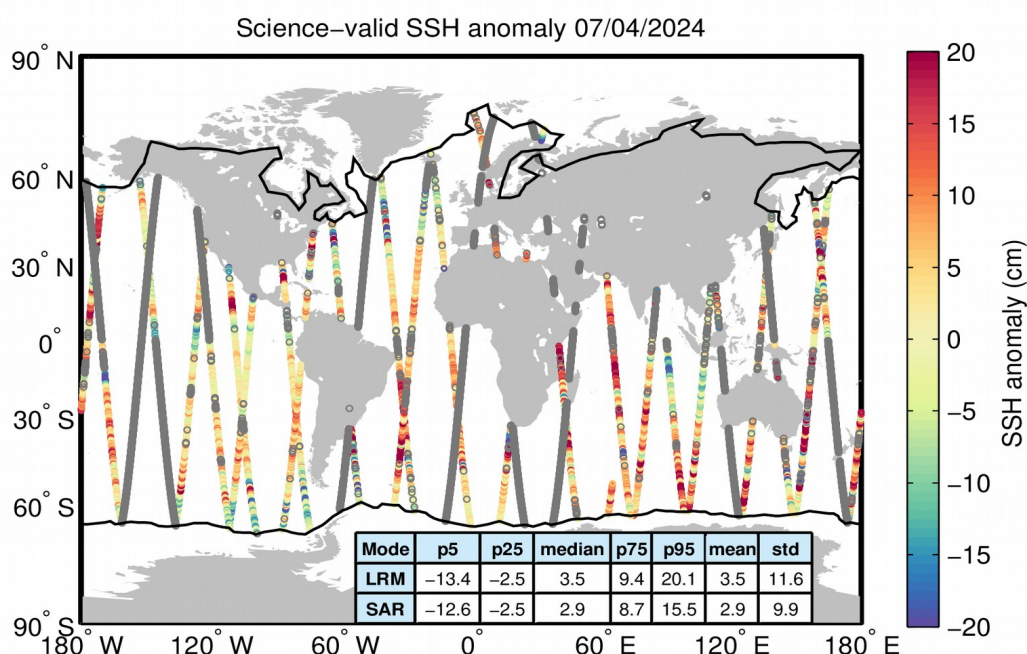 Science−valid SSH anomaly 07/04/2024
90° N
60° N
30° N
0°
30° S
60° S
90° S
180° W 120° W 60° W 0° 60° E 120° E 180° E
Mode p5 p25 median p75 p95 mean std
LRM −13.4 −2.5 3.5 9.4 20.1 3.5 11.6
SAR −12.6 −2.5 2.9 8.7 15.5 2.9 9.9
20
15
10
5
0
−5
−10
−15
−20
SSH anomaly (cm)